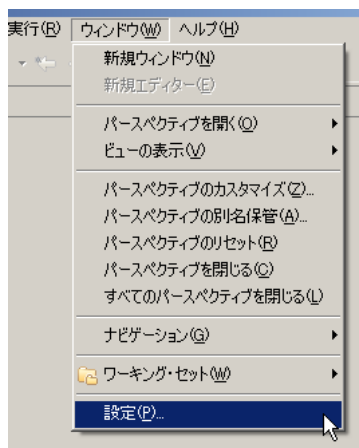 実行(R) ウィンドウ(W) ヘルプ(H)
新規ウィンドウ(N)
新規エディター(E)
パースペクティブを開く(O)
ビューの表示(V)
パースペクティブのカスタマイズ(Z)...
パースペクティブの別名保管(A)...
パースペクティブのリセット(R)
パースペクティブを閉じる(C)
すべてのパースペクティブを閉じる(L)
ナビゲーション(G)
ワーキング・セット(W)
設定(P)...